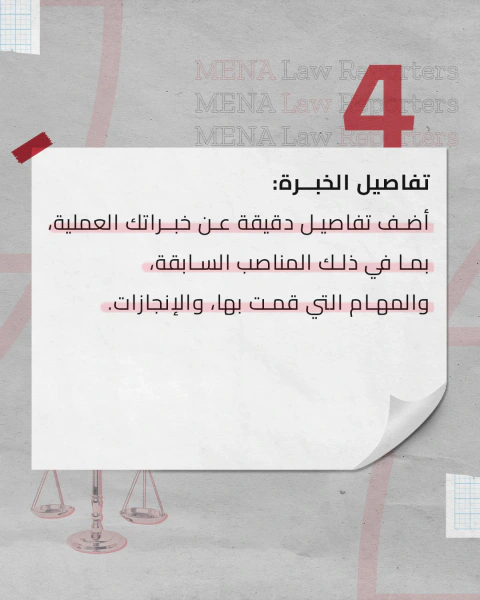 MENA Law Reporters
MENA Law Reporters
MENA Law Reporters
4
تفاصيل الخبرة:
أضف تفاصيل دقيقة عن خبراتك العملية،
بما في ذلك المناصب السابقة،
والمهام التي قمت بها، والإنجازات.